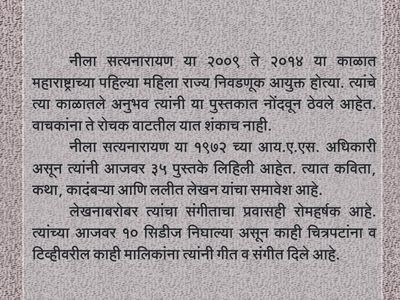 नीला सत्यनारायण या २००९ ते २०१४ या काळात
महाराष्ट्राच्या पहिल्या महिला राज्य निवडणूक आयुक्त होत्या. त्यांचे
त्या काळातले अनुभव त्यांनी या पुस्तकात नोंदवून ठेवले आहेत.
वाचकांना ते रोचक वाटतील यात शंकाच नाही.
नीला सत्यनारायण या १९७२ च्या आय.ए.एस. अधिकारी
असून त्यांनी आजवर ३५ पुस्तके लिहिली आहेत. त्यात कविता,
कथा, कादंबऱ्या आणि ललीत लेखन यांचा समावेश आहे.
लेखनाबरोबर त्यांचा संगीताचा प्रवासही रोमहर्षक आहे.
त्यांच्या आजवर १० सिडीज निघाल्या असून काही चित्रपटांना व
टिव्हीवरील काही मालिकांना त्यांनी गीत व संगीत दिले आहे.